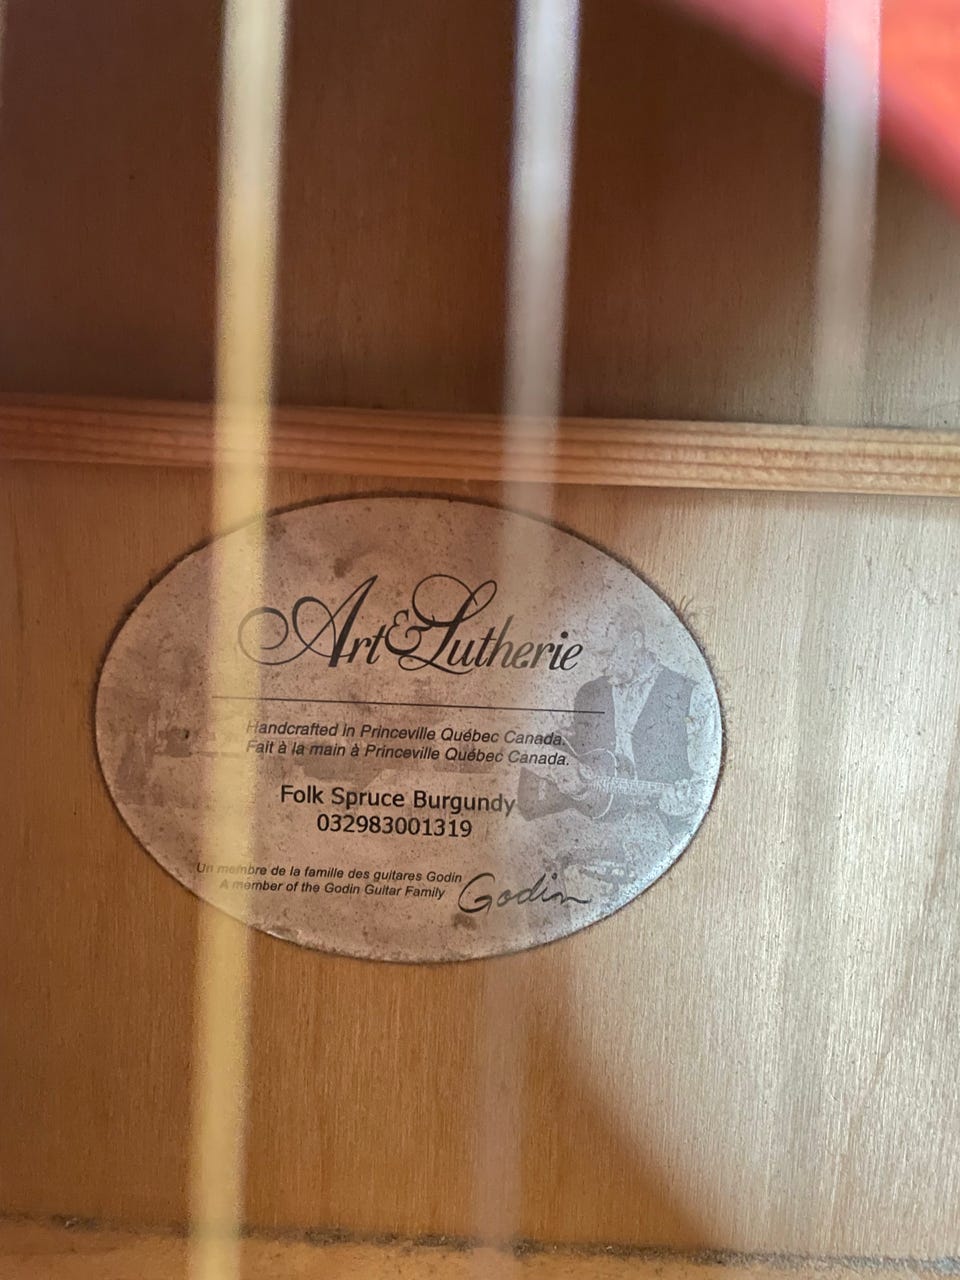 Art & Lutherie
Handcrafted in Princeville Québec Canada.
Fait à la main à Princeville Québec Canada.
Folk Spruce Burgundy
032983001319
Un membre de la famille des guitares Godin
A member of the Godin Guitar Family
Godin